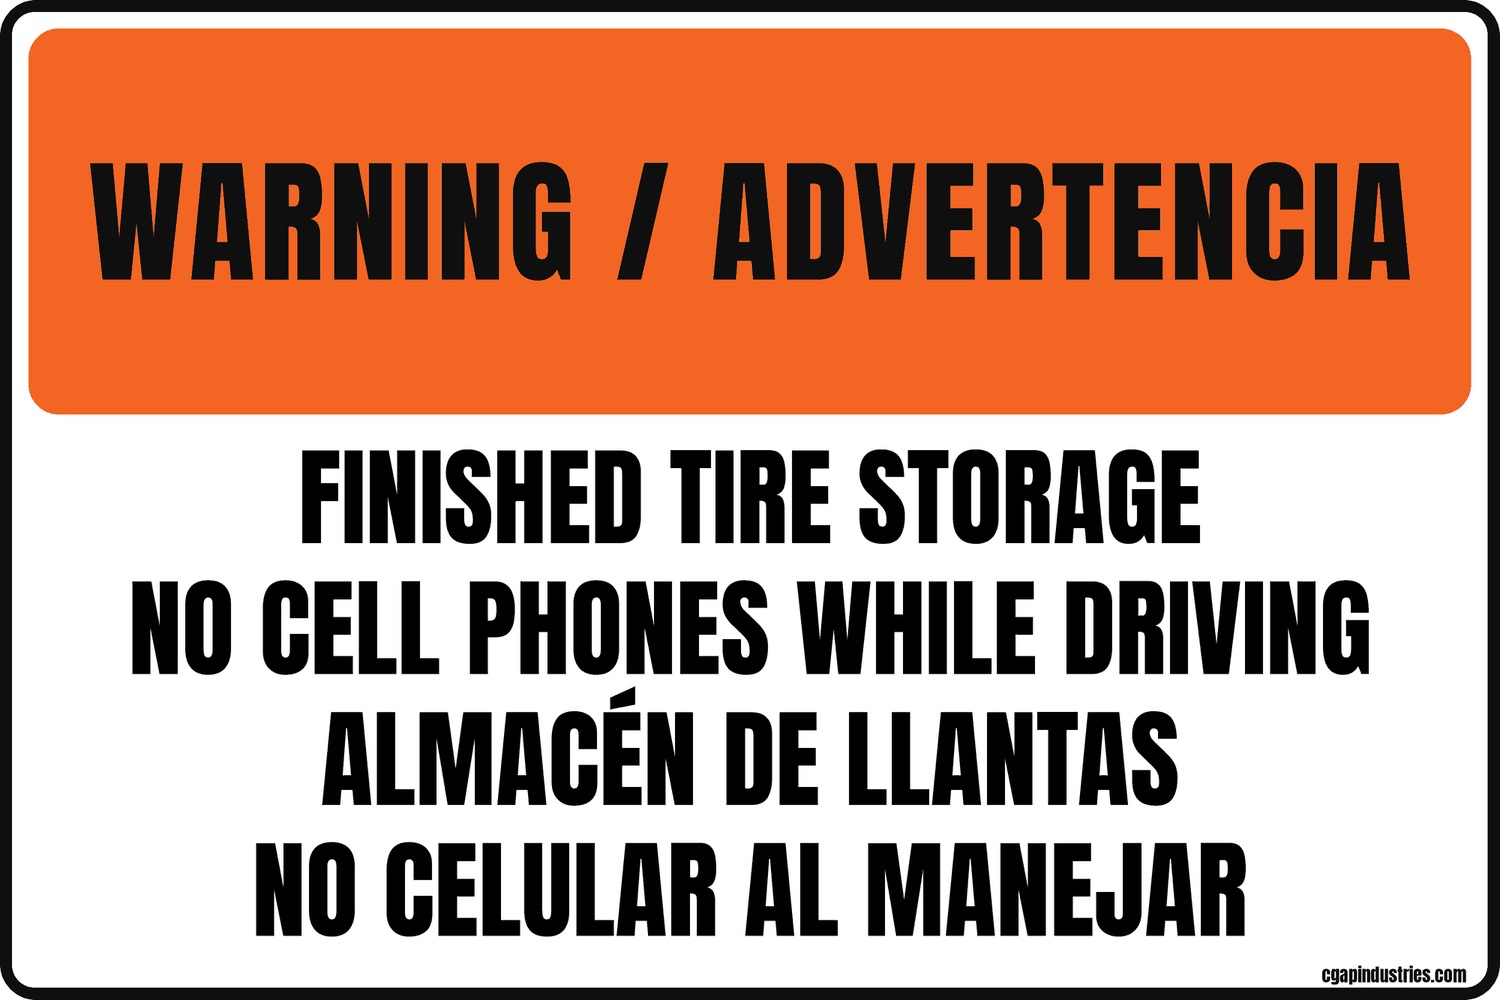 WARNING / ADVERTENCIA
FINISHED TIRE STORAGE
NO CELL PHONES WHILE DRIVING
ALMACÉN DE LLANTAS
NO CELULAR AL MANEJAR
cgapindustries.com